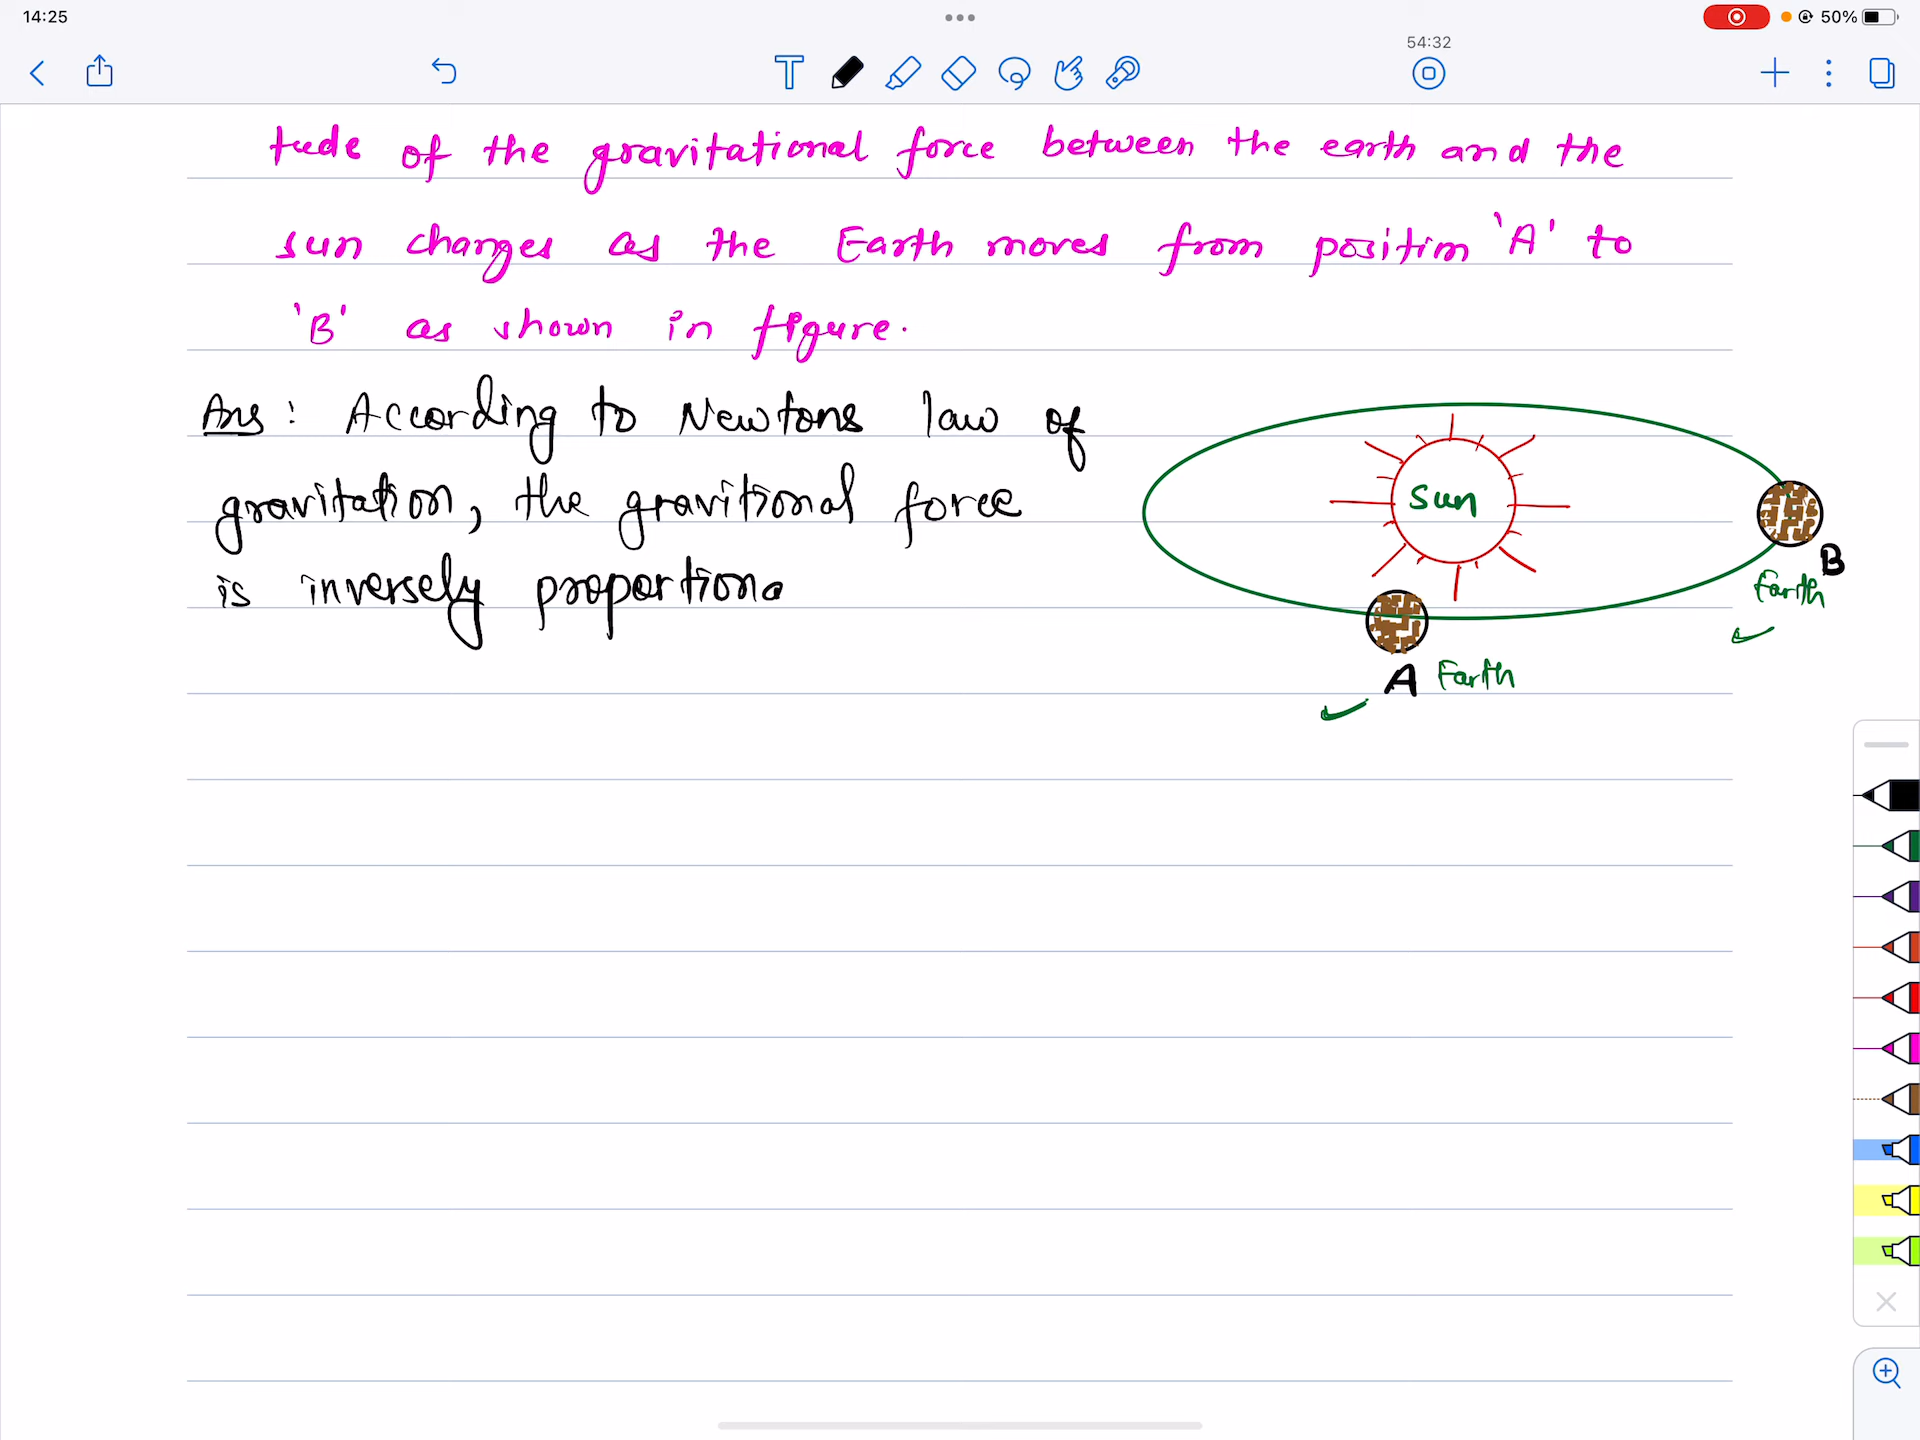 14:25
50%
54:32
tude of the gravitational force between the earth and the
sun changes as the Earth moves from position 'A' to
'B' as shown in figure.
Ans: According to Newtons law of
gravitation, the gravitional force
is inversely proportiona
Sun
B
Earth
A Earth